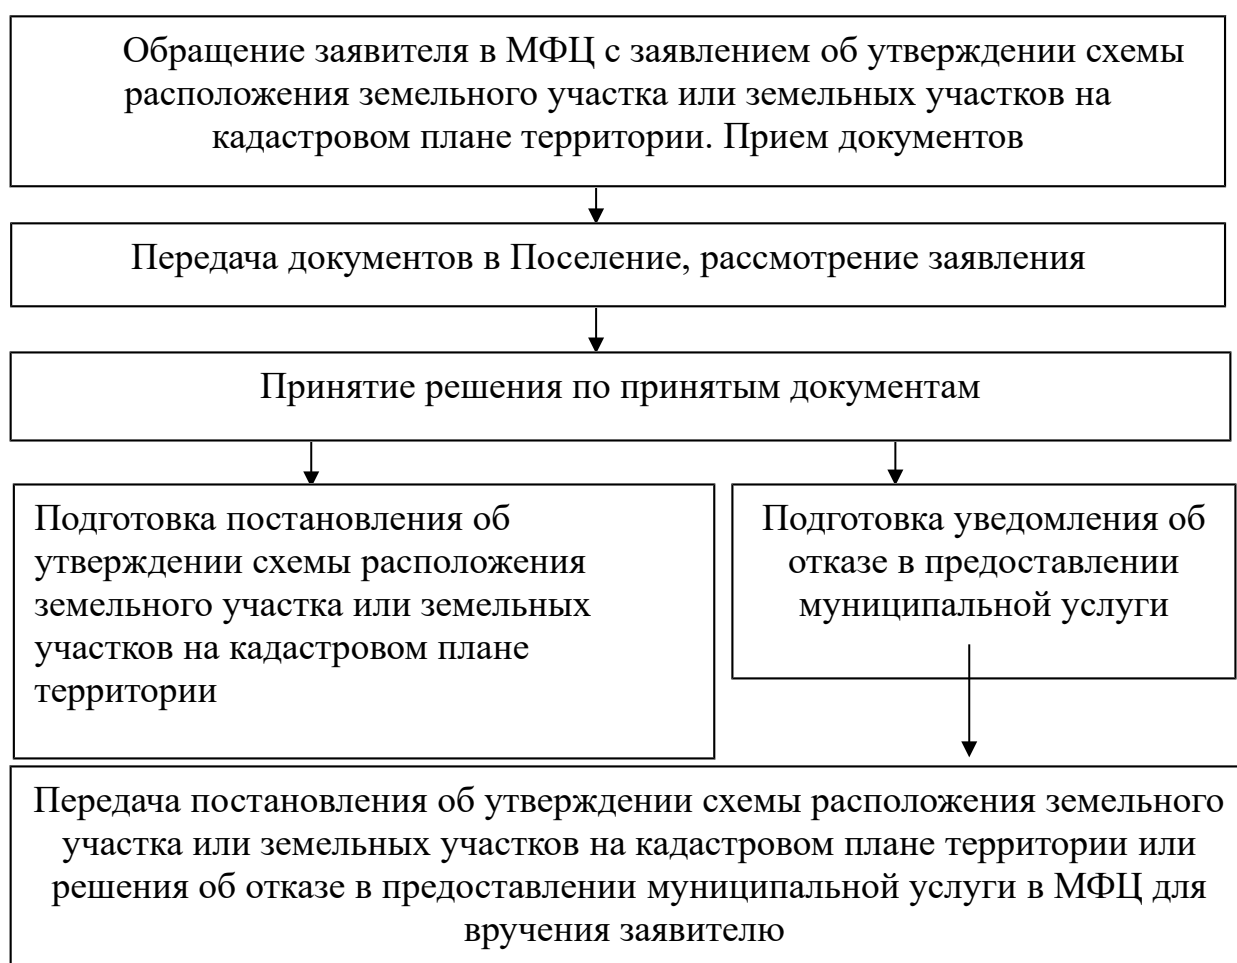 Обращение заявителя в МФЦ с заявлением об утверждении схемы
расположения земельного участка или земельных участков на
кадастровом плане территории. Прием документов
Передача документов в Поселение, рассмотрение заявления
Принятие решения по принятым документам
Подготовка постановления об
утверждении схемы расположения
земельного участка или земельных
участков на кадастровом плане
территории
Подготовка уведомления об
отказе в предоставлении
муниципальной услуги
Передача постановления об утверждении схемы расположения земельного
участка или земельных участков на кадастровом плане территории или
решения об отказе в предоставлении муниципальной услуги в МФЦ для
вручения заявителю